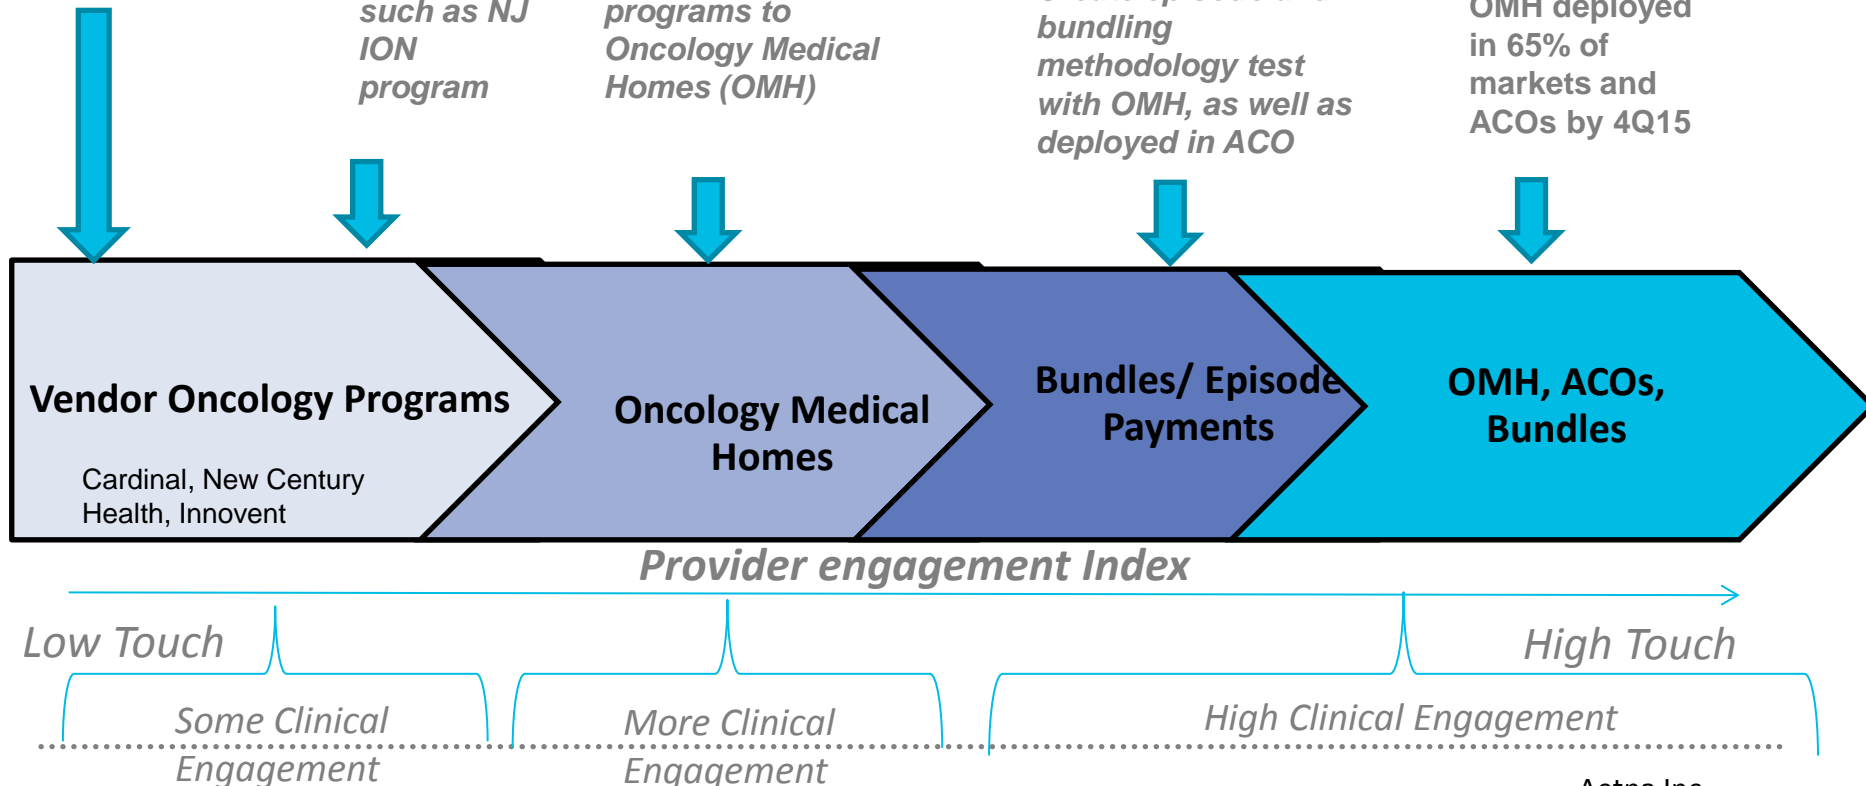 such as NJ
ION
program
programs to
Oncology Medical
Homes (OMH)
bundling
methodology test
with OMH, as well as
deployed in ACO
OMH deployed
in 65% of
markets and
ACOs by 4Q15
Vendor Oncology Programs
Cardinal, New Century
Health, Innovent
Oncology Medical
Homes
Bundles/ Episode
Payments
OMH, ACOs,
Bundles
Provider engagement Index
Low Touch
High Touch
Some Clinical
Engagement
More Clinical
Engagement
High Clinical Engagement
Aetna Inc